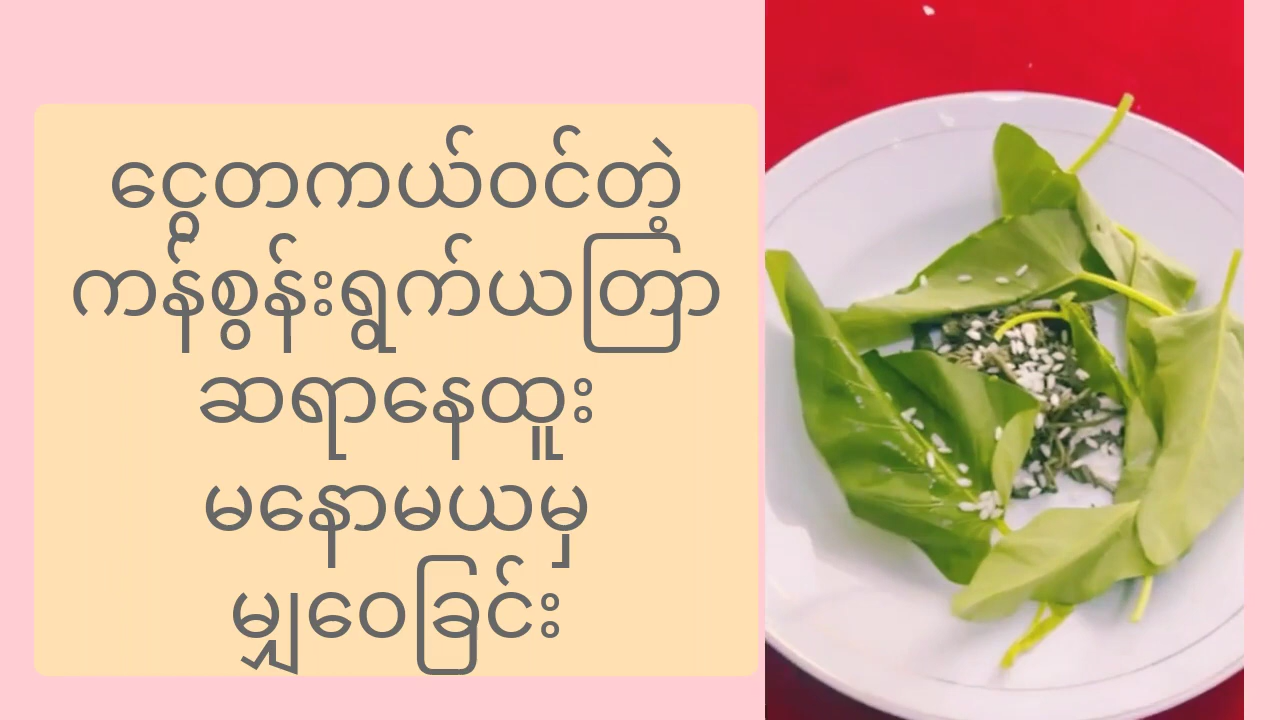 ငွေတကယ်ဝင်တဲ့
ကန်စွန်းရွက်ယတြာ
ဆရာနေထူး
မနောမယမှ
မျှဝေခြင်း